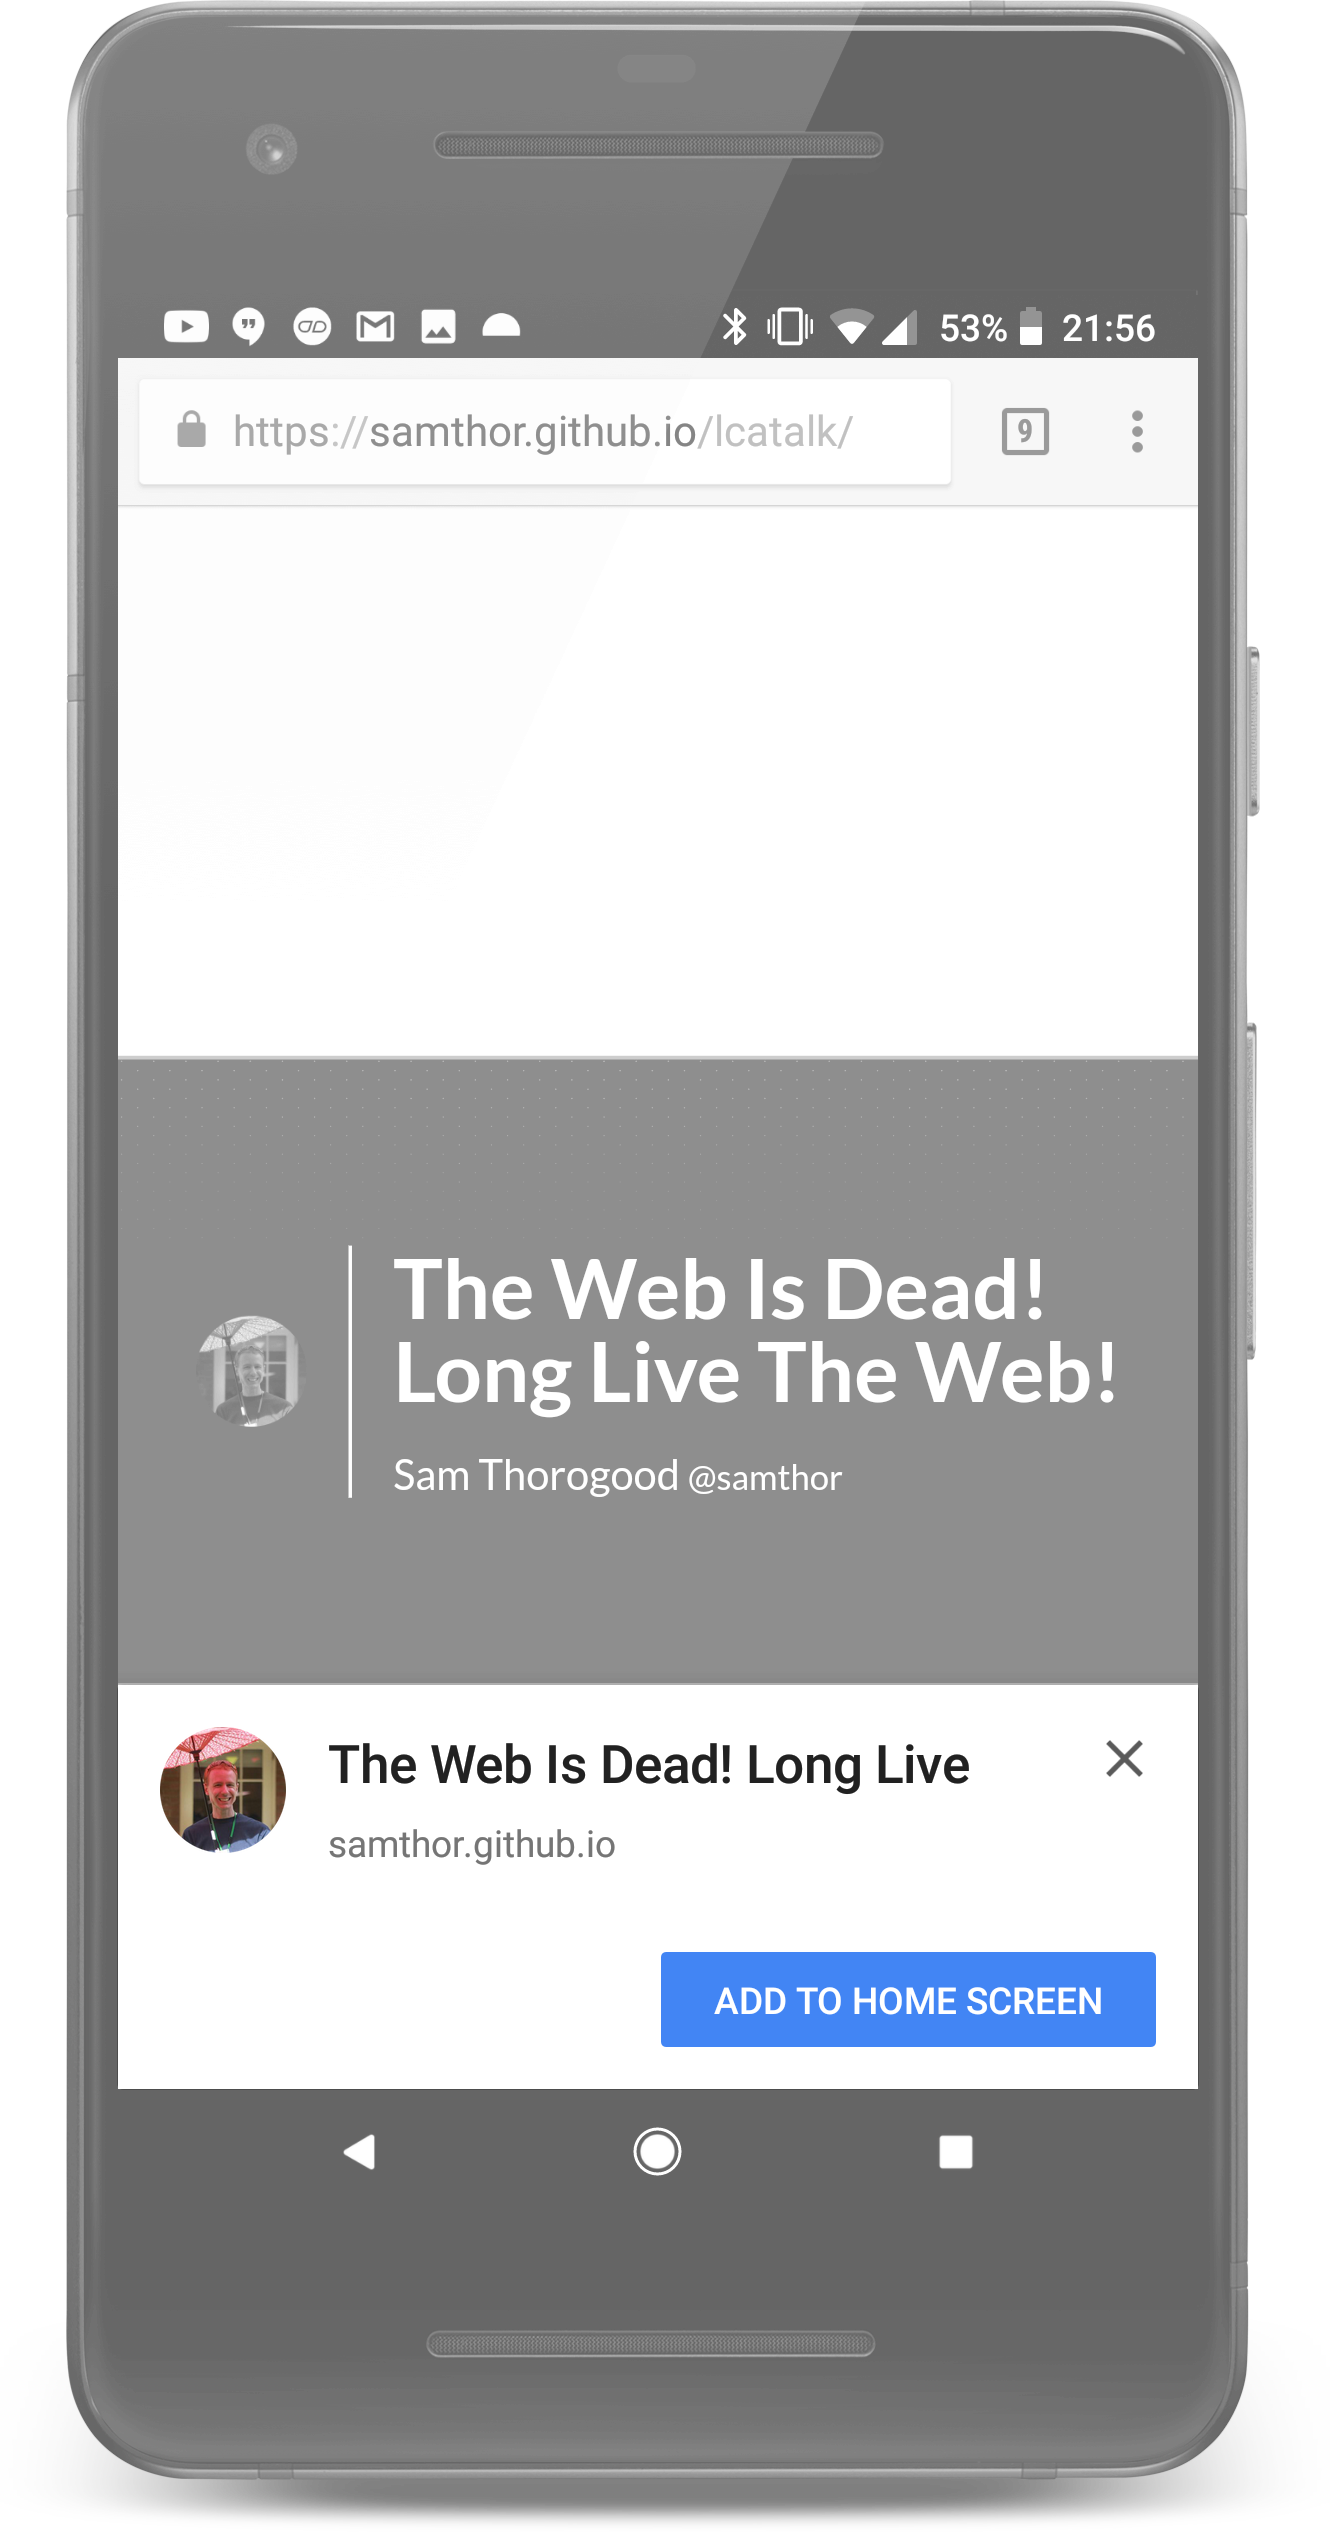 53% 21:56
https://samthor.github.io/lcatalk/ 9
The Web Is Dead!
Long Live The Web!
Sam Thorogood @samthor
The Web Is Dead! Long Live
samthor.github.io
ADD TO HOME SCREEN